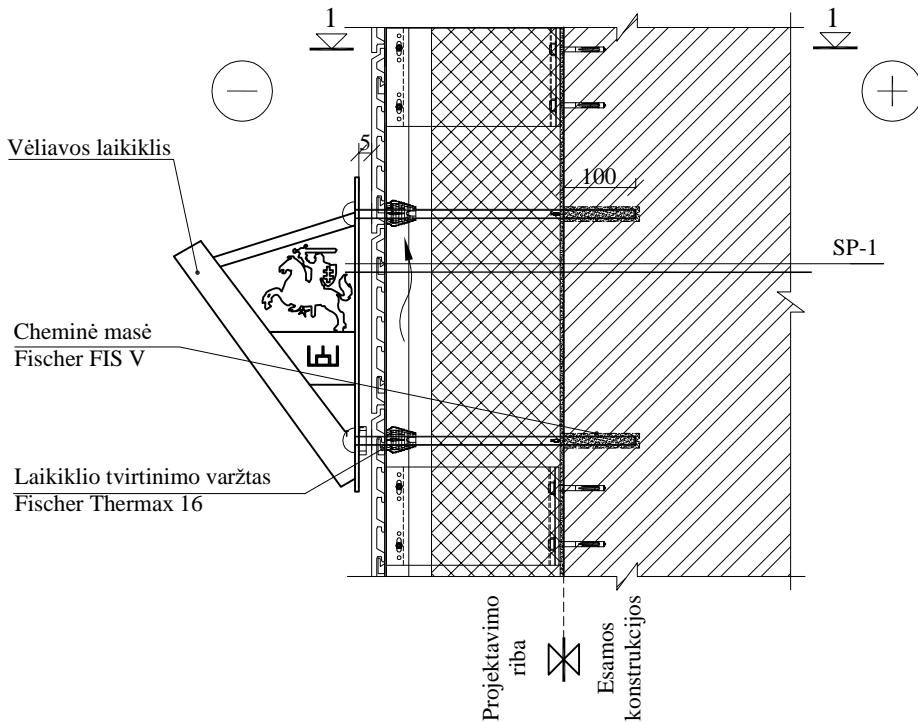 1
1
5
Vėliavos laikiklis
100
SP-1
Cheminė masė
Fischer FIS V
Laikiklio tvirtinimo varžtas
Fischer Thermax 16
Projektavimo
riba
Esamos
konstrukcijos